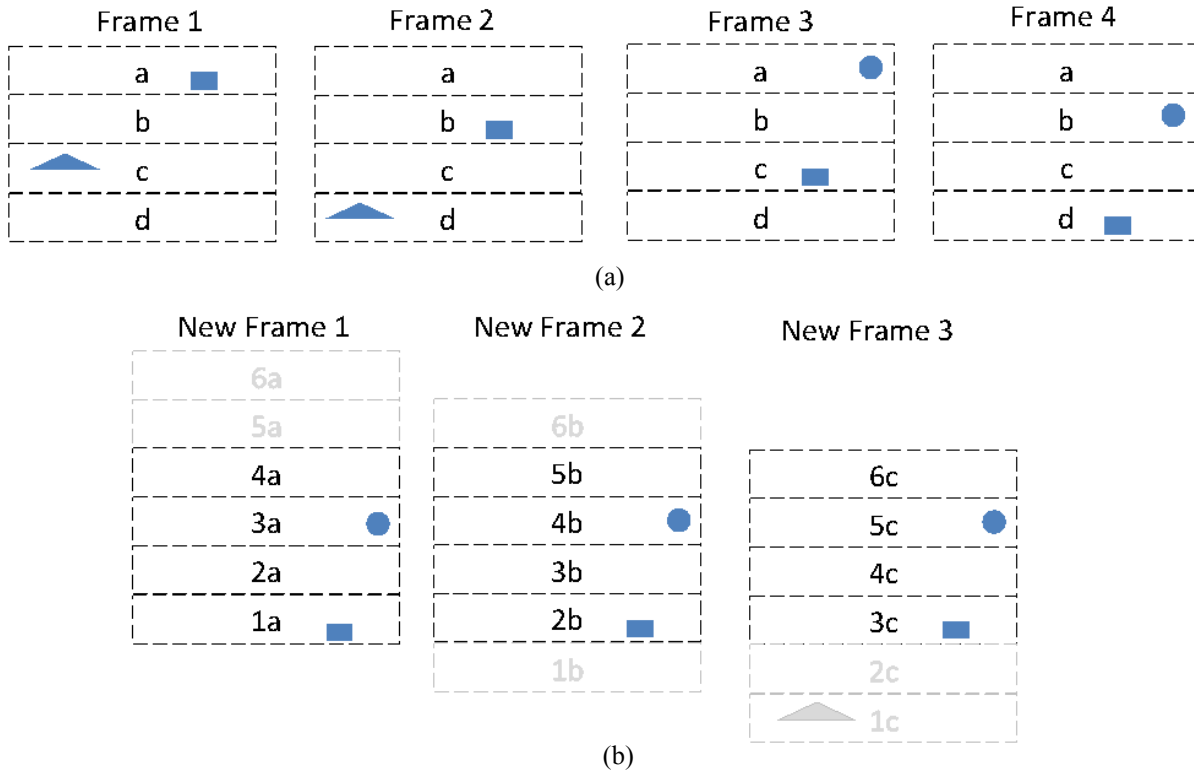 Frame 1 Frame 2 Frame 3 Frame 4
a a a a
b b b b
c c c c
d d d d
(a)
New Frame 1 New Frame 2 New Frame 3
6a
5a 6b
4a 5b 6c
3a 4b 5c
2a 3b 4c
1a 2b 3c
1b 2c
1c
(b)